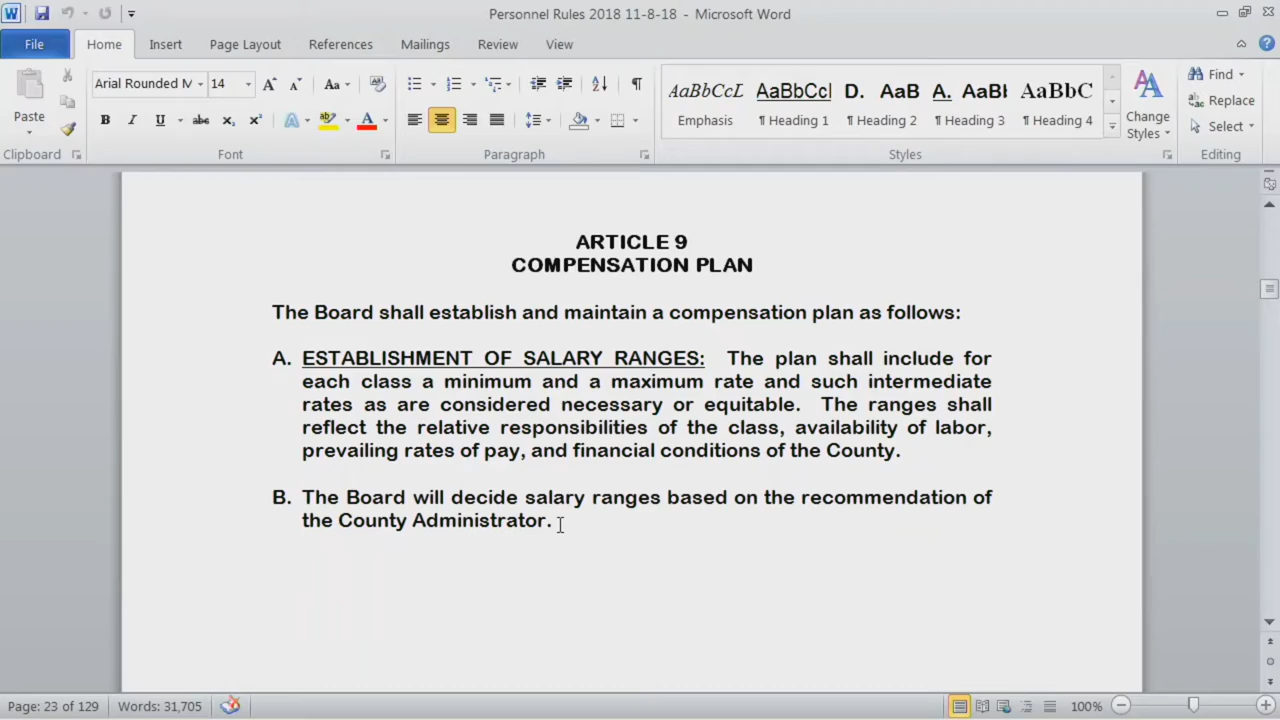 Personnel Rules 2018 11-8-18 - Microsoft Word
File Home Insert Page Layout References Mailings Review View
Arial Rounded M 14 Aa
AaBbCcL AaBbCcI D. AaB A. AaBl AaBbC
Find
Replace
Select
Paste
B I U abc x₂ x² A A
Emphasis ¶ Heading 1 ¶ Heading 2 ¶ Heading 3 ¶ Heading 4
Change
Styles
Clipboard Font Paragraph Styles Editing
ARTICLE 9
COMPENSATION PLAN
The Board shall establish and maintain a compensation plan as follows:
A. ESTABLISHMENT OF SALARY RANGES: The plan shall include for
each class a minimum and a maximum rate and such intermediate
rates as are considered necessary or equitable. The ranges shall
reflect the relative responsibilities of the class, availability of labor,
prevailing rates of pay, and financial conditions of the County.
B. The Board will decide salary ranges based on the recommendation of
the County Administrator.
Page: 23 of 129 Words: 31,705 100%